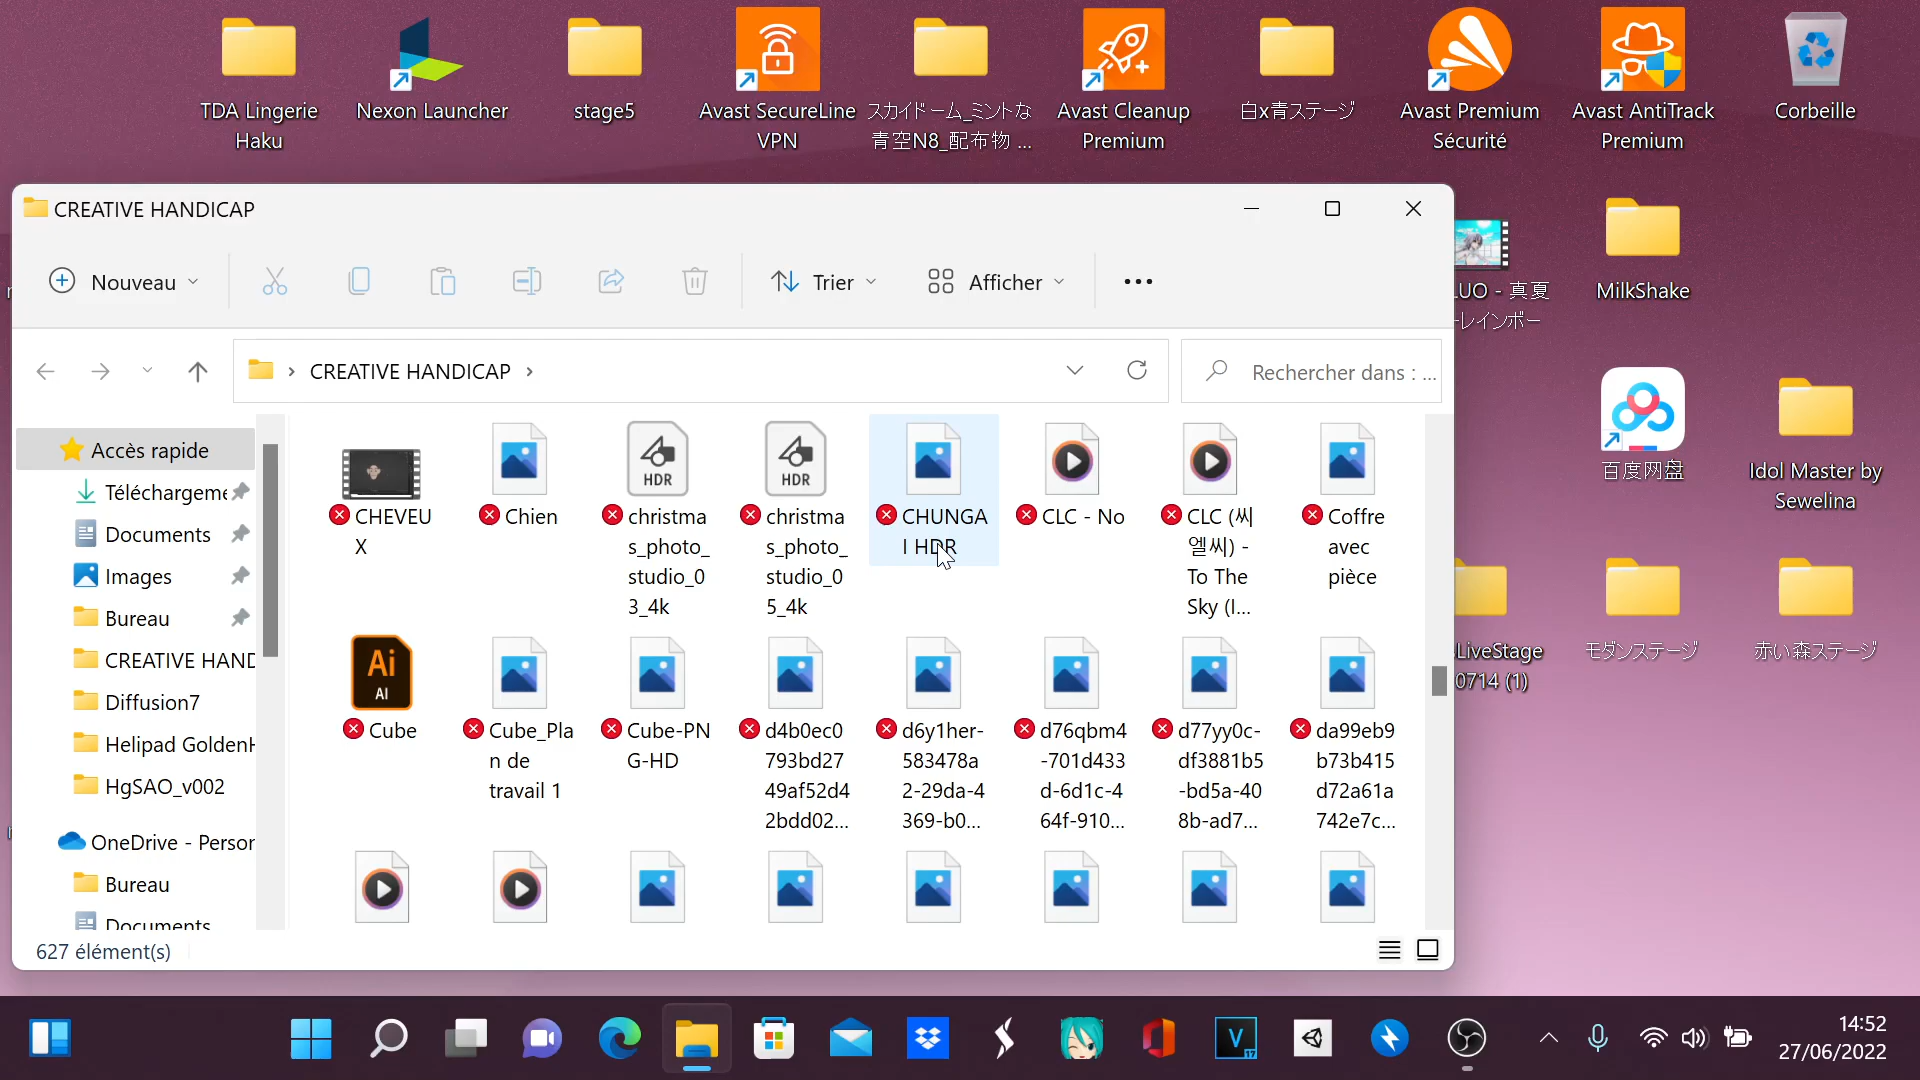 TDA Lingerie
Haku
Nexon Launcher
stage5
Avast SecureLine
VPN
スカイドーム_ミントな
青空N8_配布物 ...
Avast Cleanup
Premium
白x青ステージ
Avast Premium
Sécurité
Avast AntiTrack
Premium
Corbeille
CREATIVE HANDICAP
Nouveau
Trier
Afficher
CREATIVE HANDICAP
Rechercher dans : ...
LUO - 真夏
ーレインボー
MilkShake
百度网盘
Idol Master by
Sewelina
LiveStage
0714 (1)
モダンステージ
赤い森ステージ
Accès rapide
Téléchargeme
Documents
Images
Bureau
CREATIVE HAND
Diffusion7
Helipad GoldenH
HgSAO_v002
OneDrive - Person
Bureau
Documents
CHEVEU
X
Chien
HDR
christma
s_photo_
studio_0
3_4k
HDR
christma
s_photo_
studio_0
5_4k
CHUNGA
I HDR
CLC - No
CLC (씨
엘씨) -
To The
Sky (I...
Coffre
avec
pièce
Ai
AI
Cube
Cube_Pla
n de
travail 1
Cube-PN
G-HD
d4b0ec0
793bd27
49af52d4
2bdd02...
d6y1her-
583478a
2-29da-4
369-b0...
d76qbm4
-701d433
d-6d1c-4
64f-910...
d77yy0c-
df3881b5
-bd5a-40
8b-ad7...
da99eb9
b73b415
d72a61a
742e7c...
627 élément(s)
V
17
14:52
27/06/2022